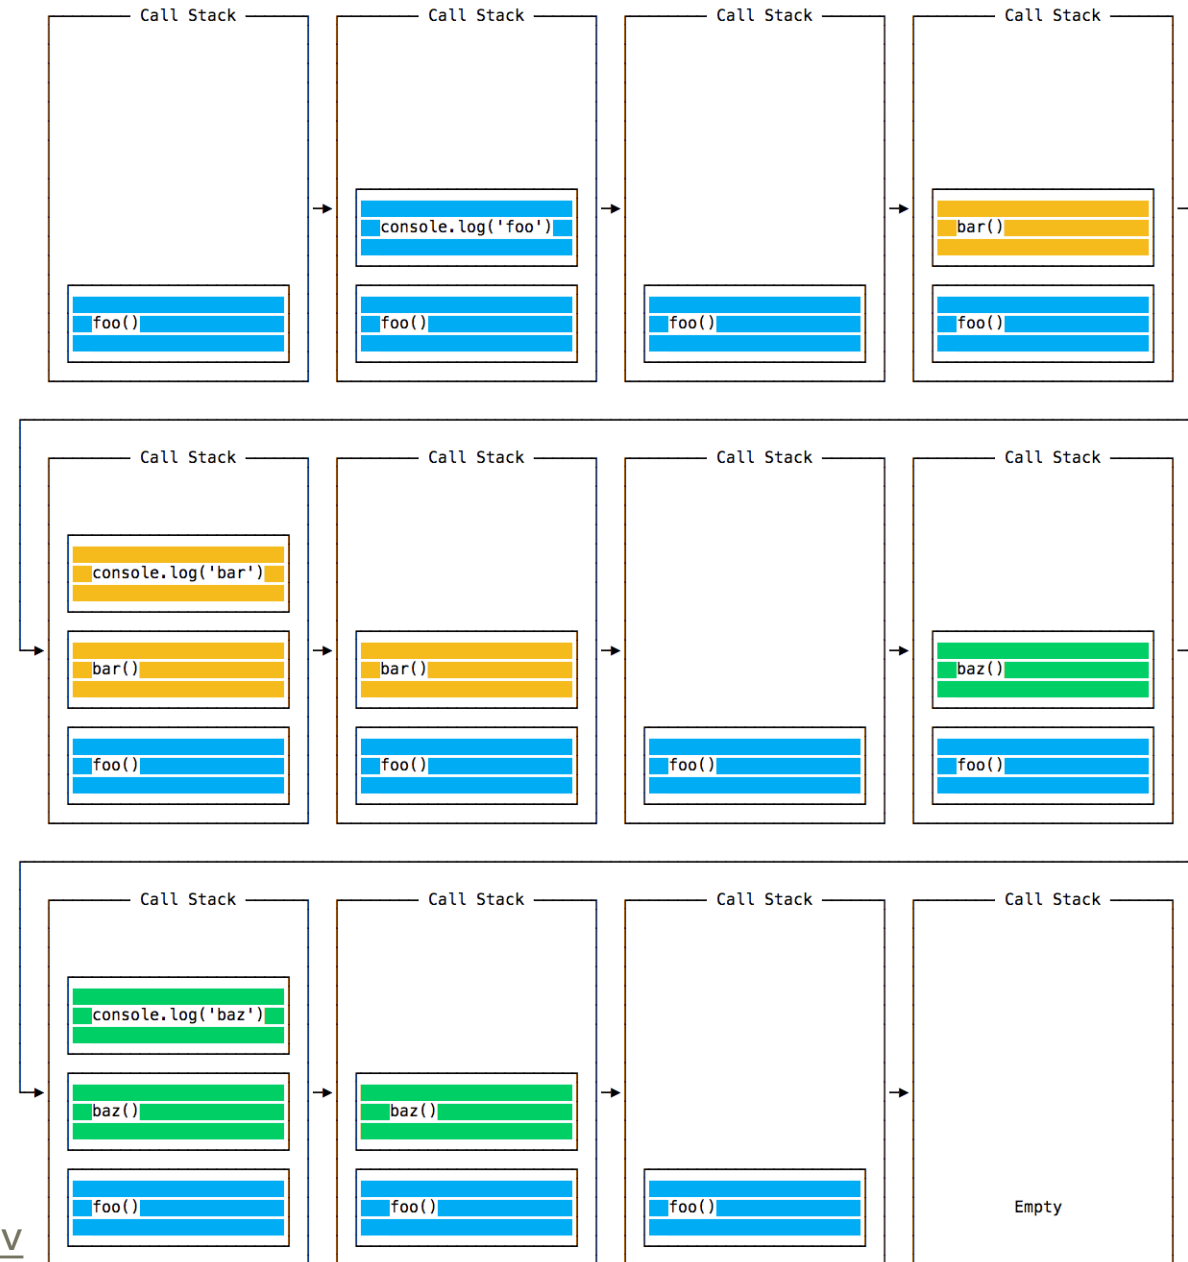 Call Stack
Call Stack
Call Stack
Call Stack
console.log('foo')
bar()
foo()
foo()
foo()
foo()
Call Stack
Call Stack
Call Stack
Call Stack
console.log('bar')
bar()
bar()
baz()
foo()
foo()
foo()
foo()
Call Stack
Call Stack
Call Stack
Call Stack
console.log('baz')
baz()
baz()
foo()
foo()
foo()
Empty
v